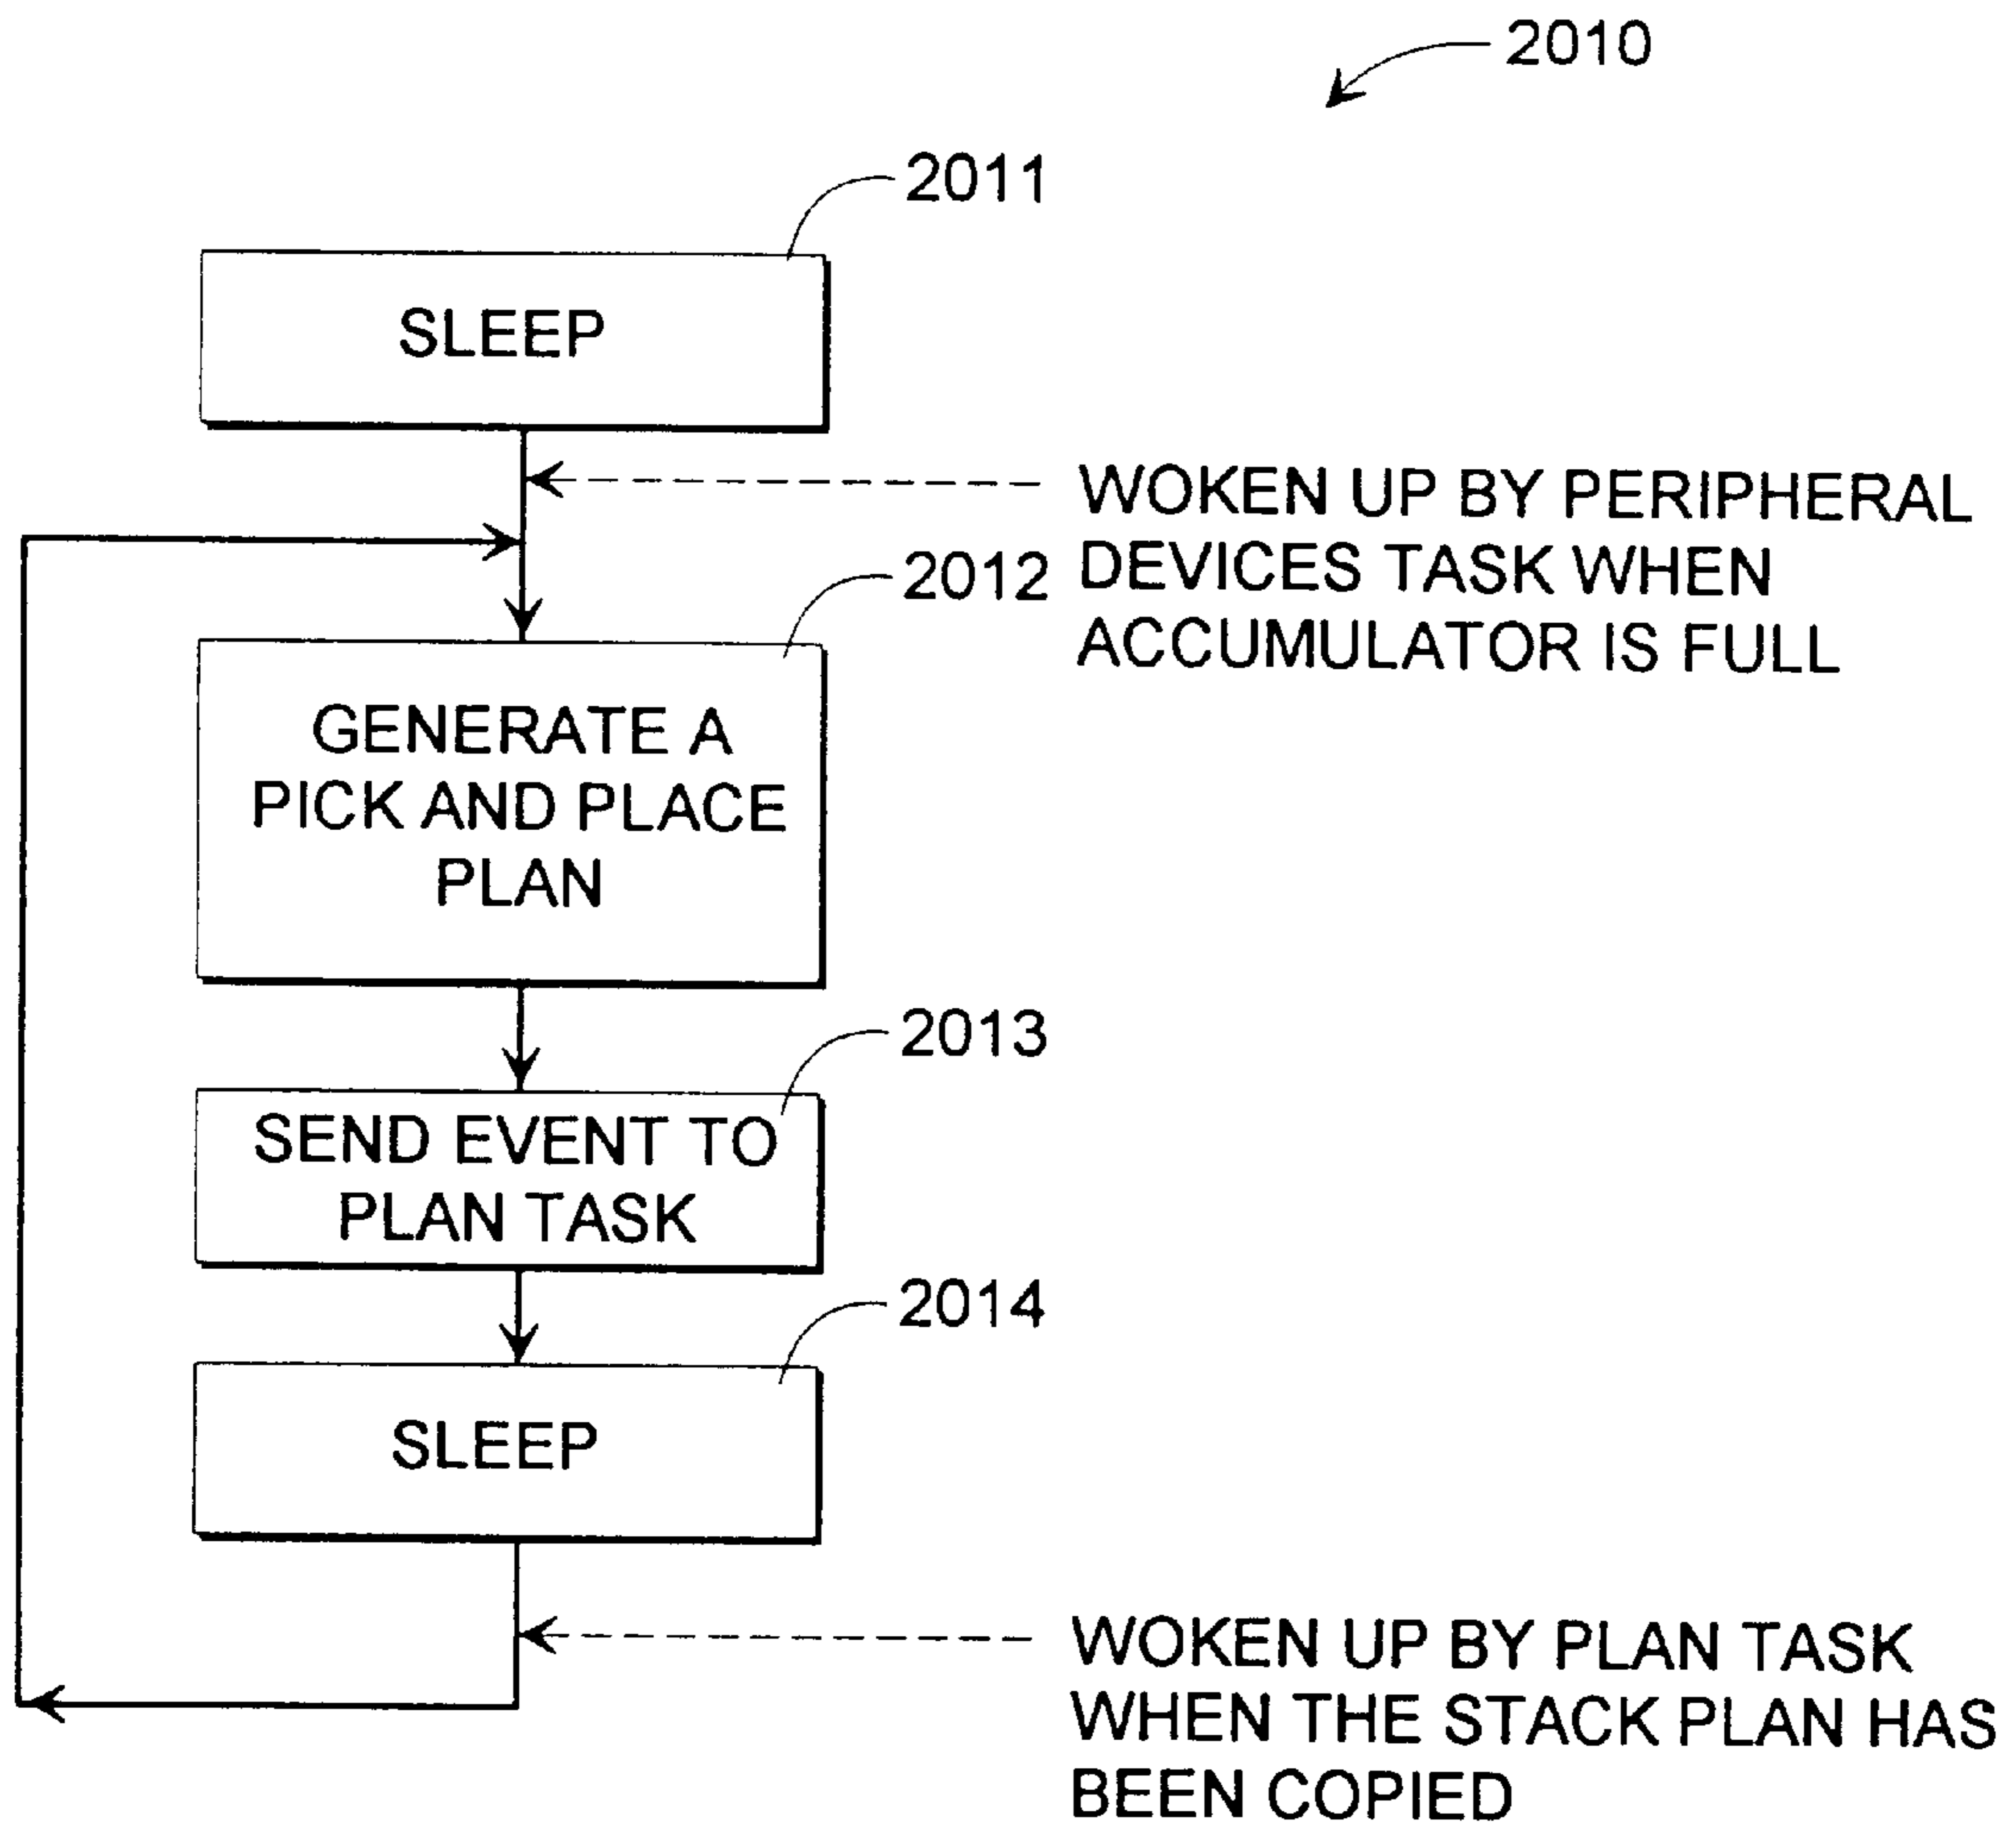 2010
2011
SLEEP
WOKEN UP BY PERIPHERAL
DEVICES TASK WHEN
ACCUMULATOR IS FULL
2012
GENERATE A
PICK AND PLACE
PLAN
2013
SEND EVENT TO
PLAN TASK
2014
SLEEP
WOKEN UP BY PLAN TASK
WHEN THE STACK PLAN HAS
BEEN COPIED